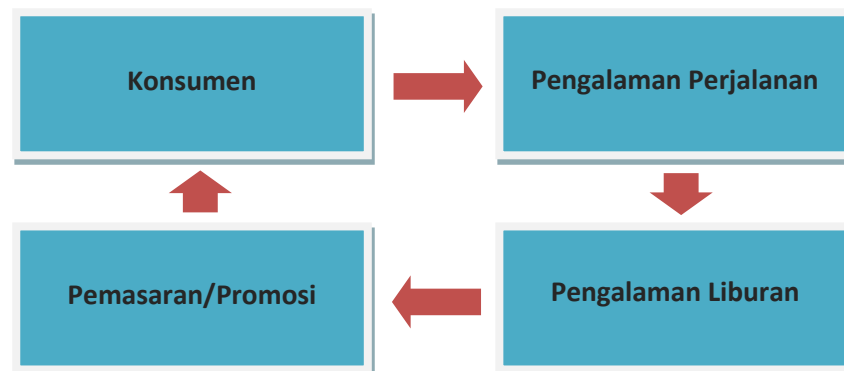 Konsumen
Pengalaman Perjalanan
Pemasaran/Promosi
Pengalaman Liburan